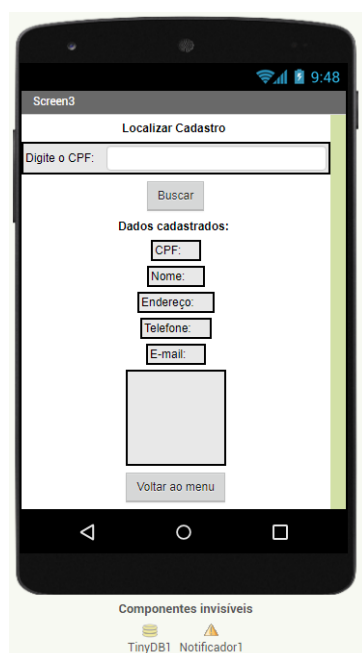 9:48
Screen3
Localizar Cadastro
Digite o CPF:
Buscar
Dados cadastrados:
CPF:
Nome:
Endereço:
Telefone:
E-mail:
Voltar ao menu
Componentes invisíveis
TinyDB1 Notificador1